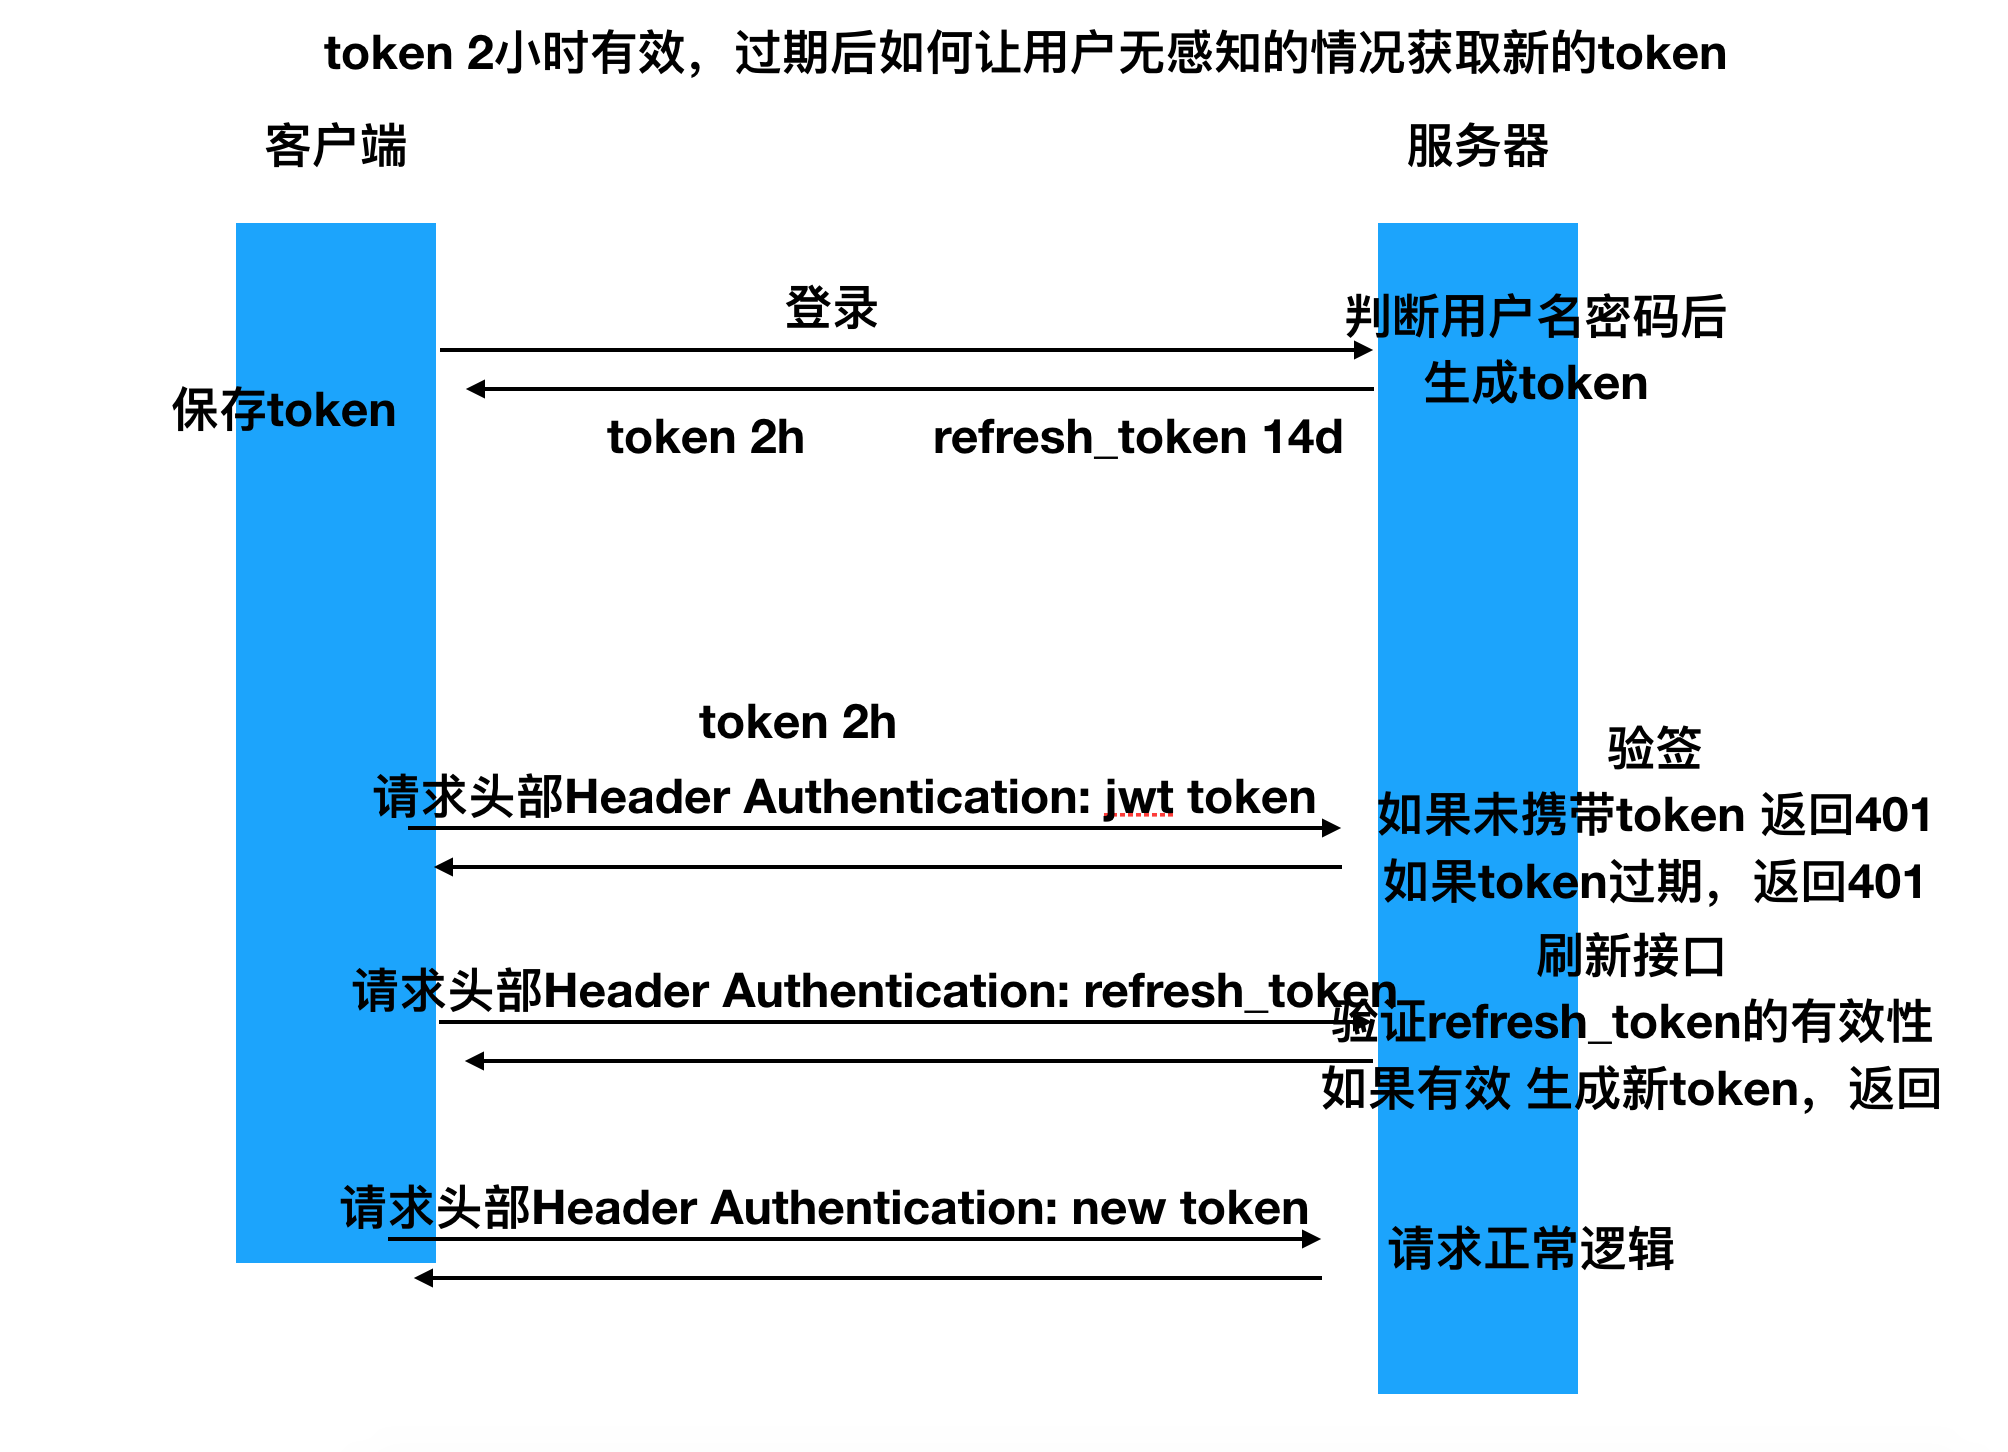 token 2小时有效，过期后如何让用户无感知的情况获取新的token
客户端
服务器
登录
判断用户名密码后
生成token
保存token
token 2h
refresh_token 14d
token 2h
请求头部Header Authentication: jwt token
验签
如果未携带token 返回401
如果token过期，返回401
请求头部Header Authentication: refresh_token
刷新接口
验证refresh_token的有效性
如果有效 生成新token，返回
请求头部Header Authentication: new token
请求正常逻辑